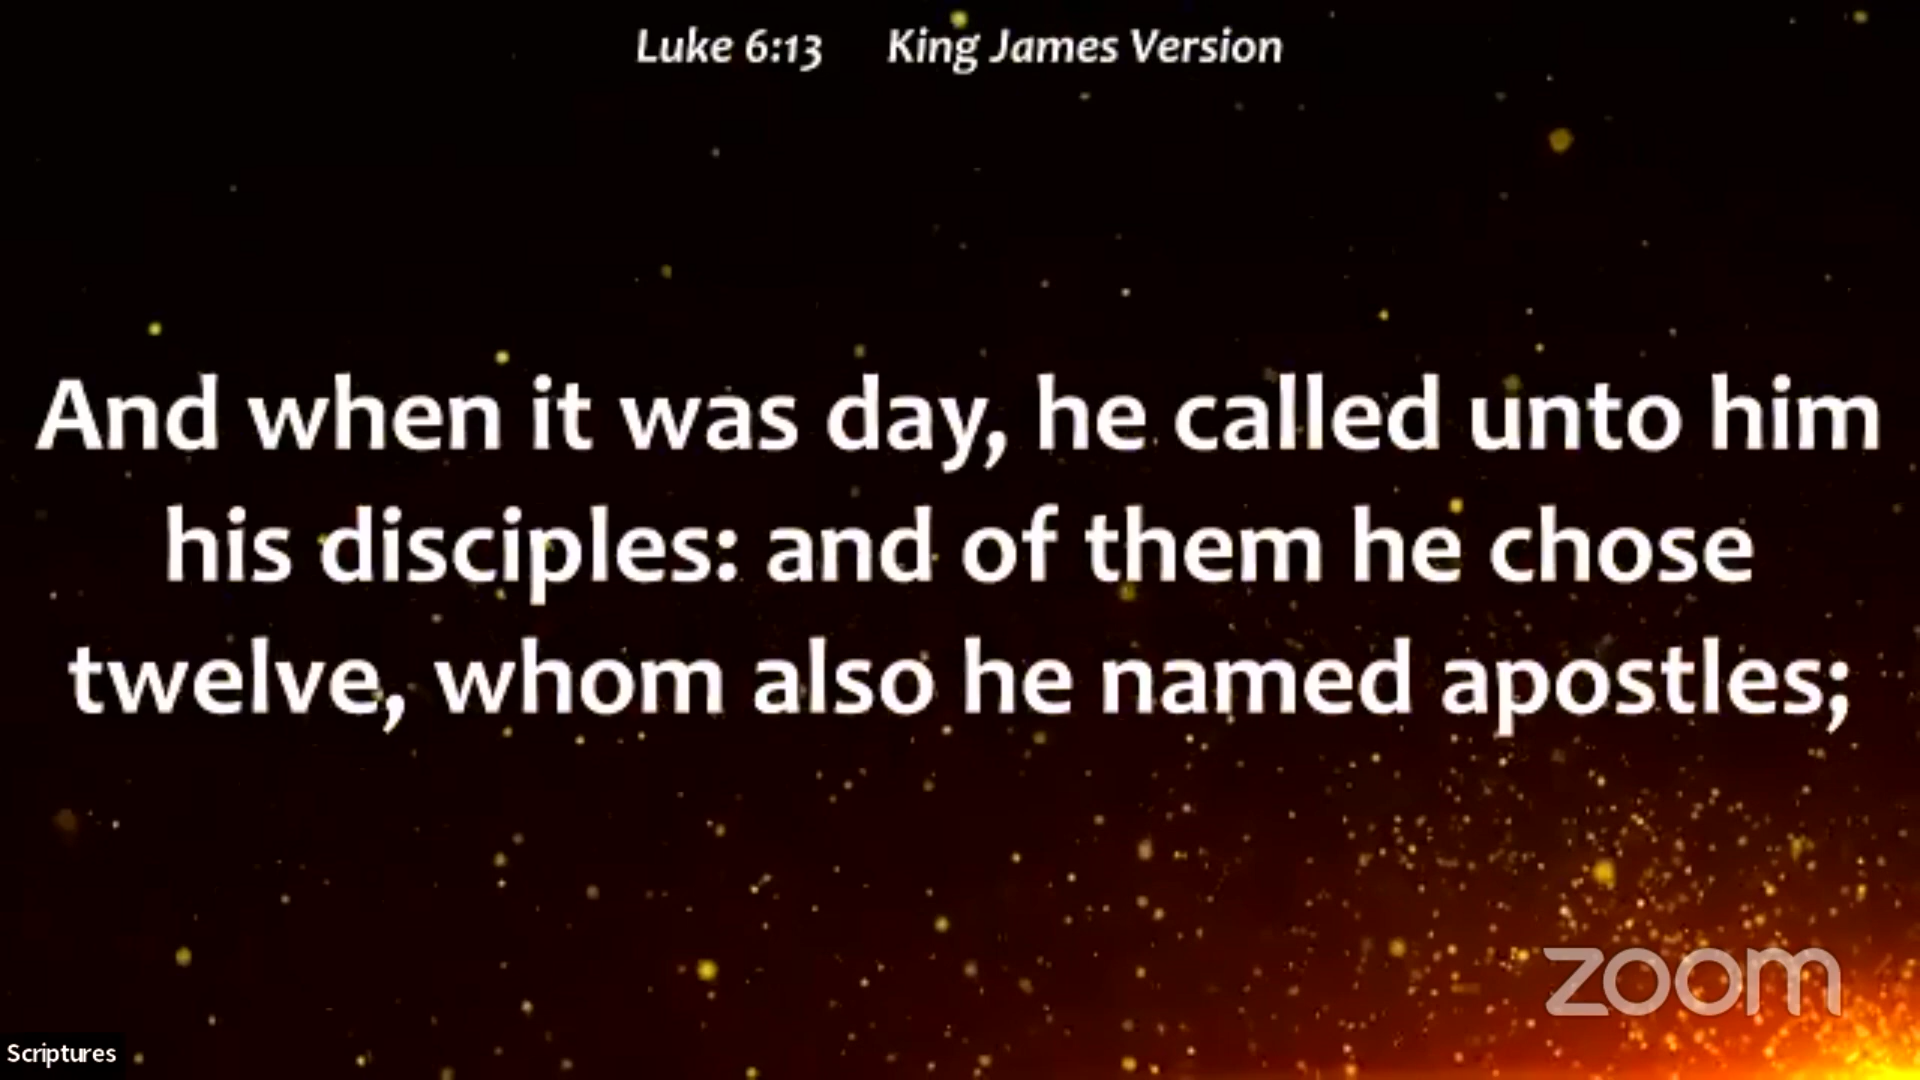 Luke 6:13 King James Version
And when it was day, he called unto him
his disciples: and of them he chose
twelve, whom also he named apostles;
zoom
Scriptures